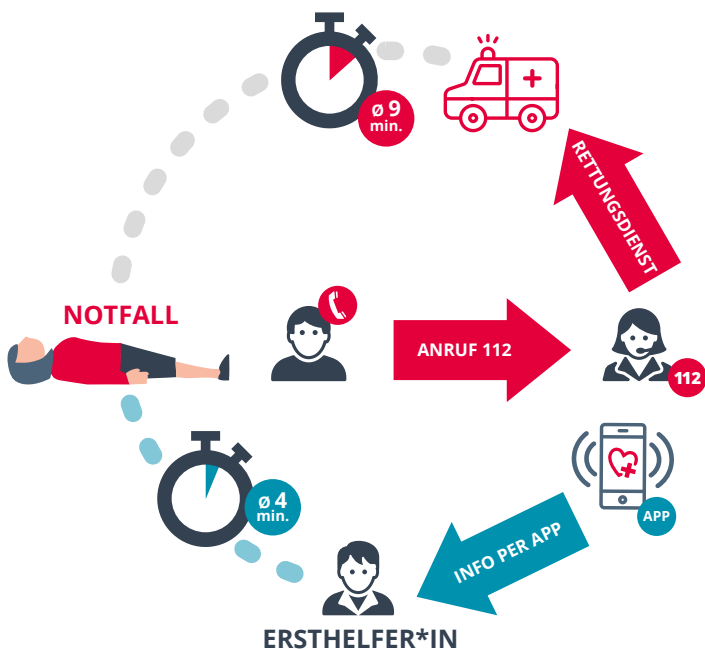 Ø 9
min.
RETTUNGSDIENST
NOTFALL
ANRUF 112
112
APP
Ø 4
min.
INFO PER APP
ERSTHELFER*IN